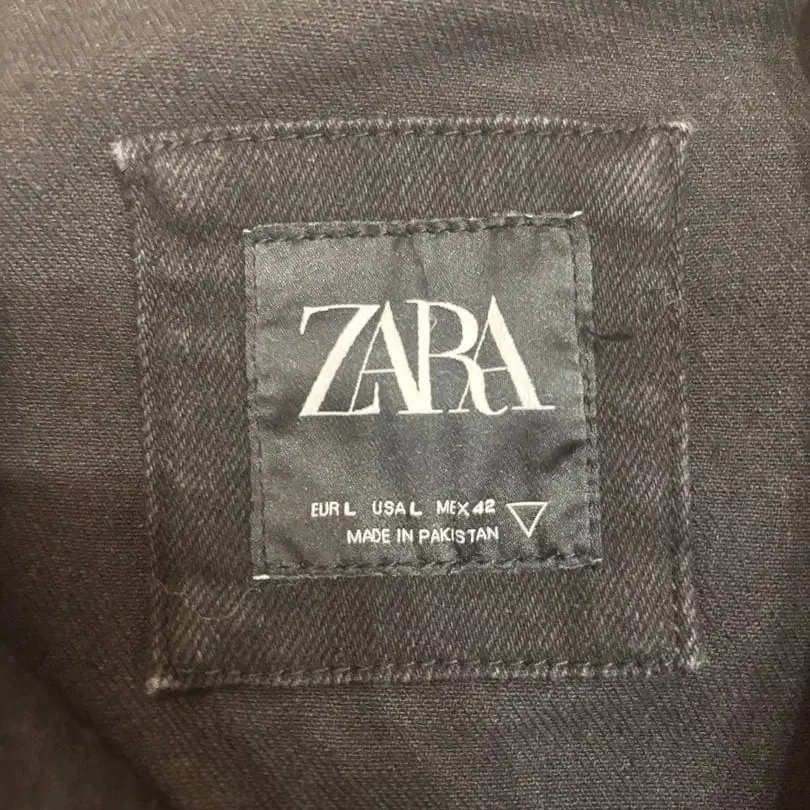 ZARA
EUR L USA L MEX 42
MADE IN PAKISTAN